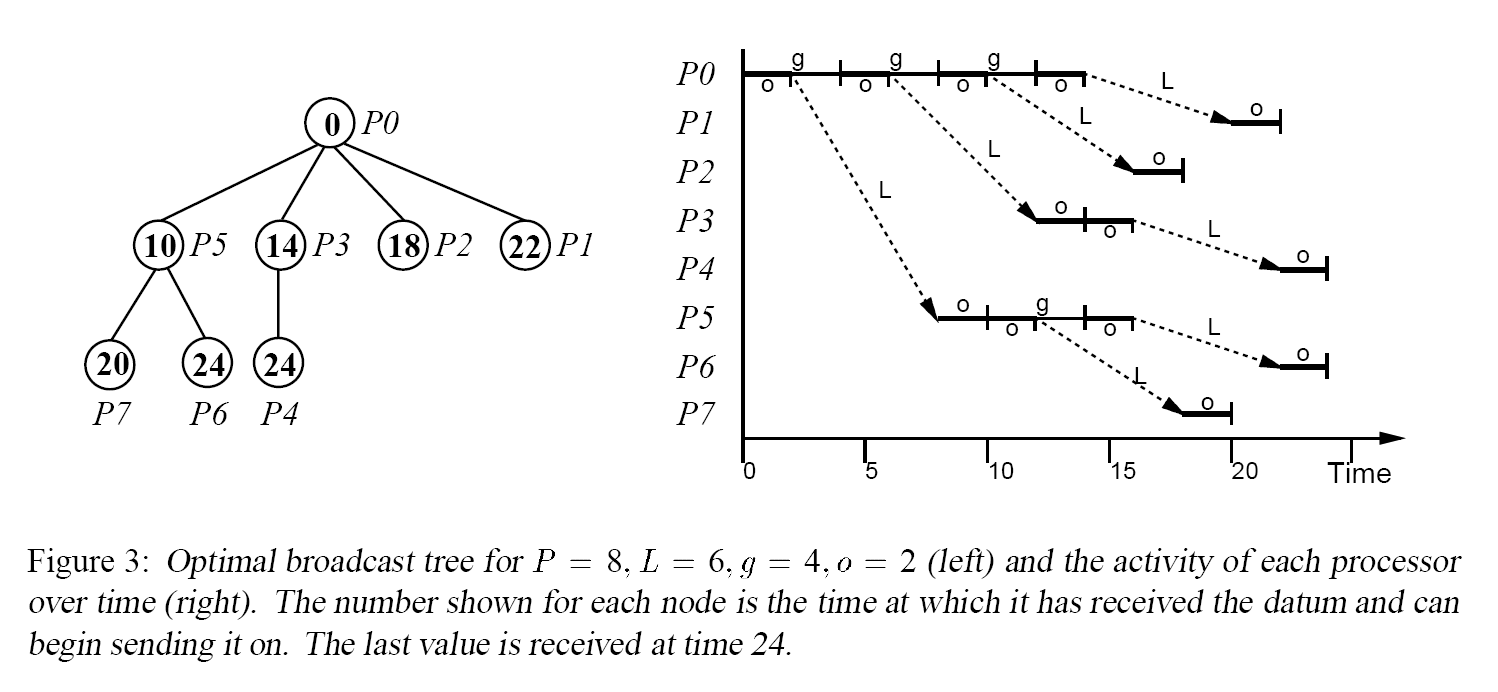 0 P0
10 P5 14 P3 18 P2 22 P1
20 24 24
P7 P6 P4
P0 o g o g o g o L
P1 o
P2 L o
P3 L o o L
P4 o
P5 L o o g o L
P6 L o
P7 o
0 5 10 15 20 Time
Figure 3: Optimal broadcast tree for P = 8, L = 6, g = 4, o = 2 (left) and the activity of each processor
over time (right). The number shown for each node is the time at which it has received the datum and can
begin sending it on. The last value is received at time 24.